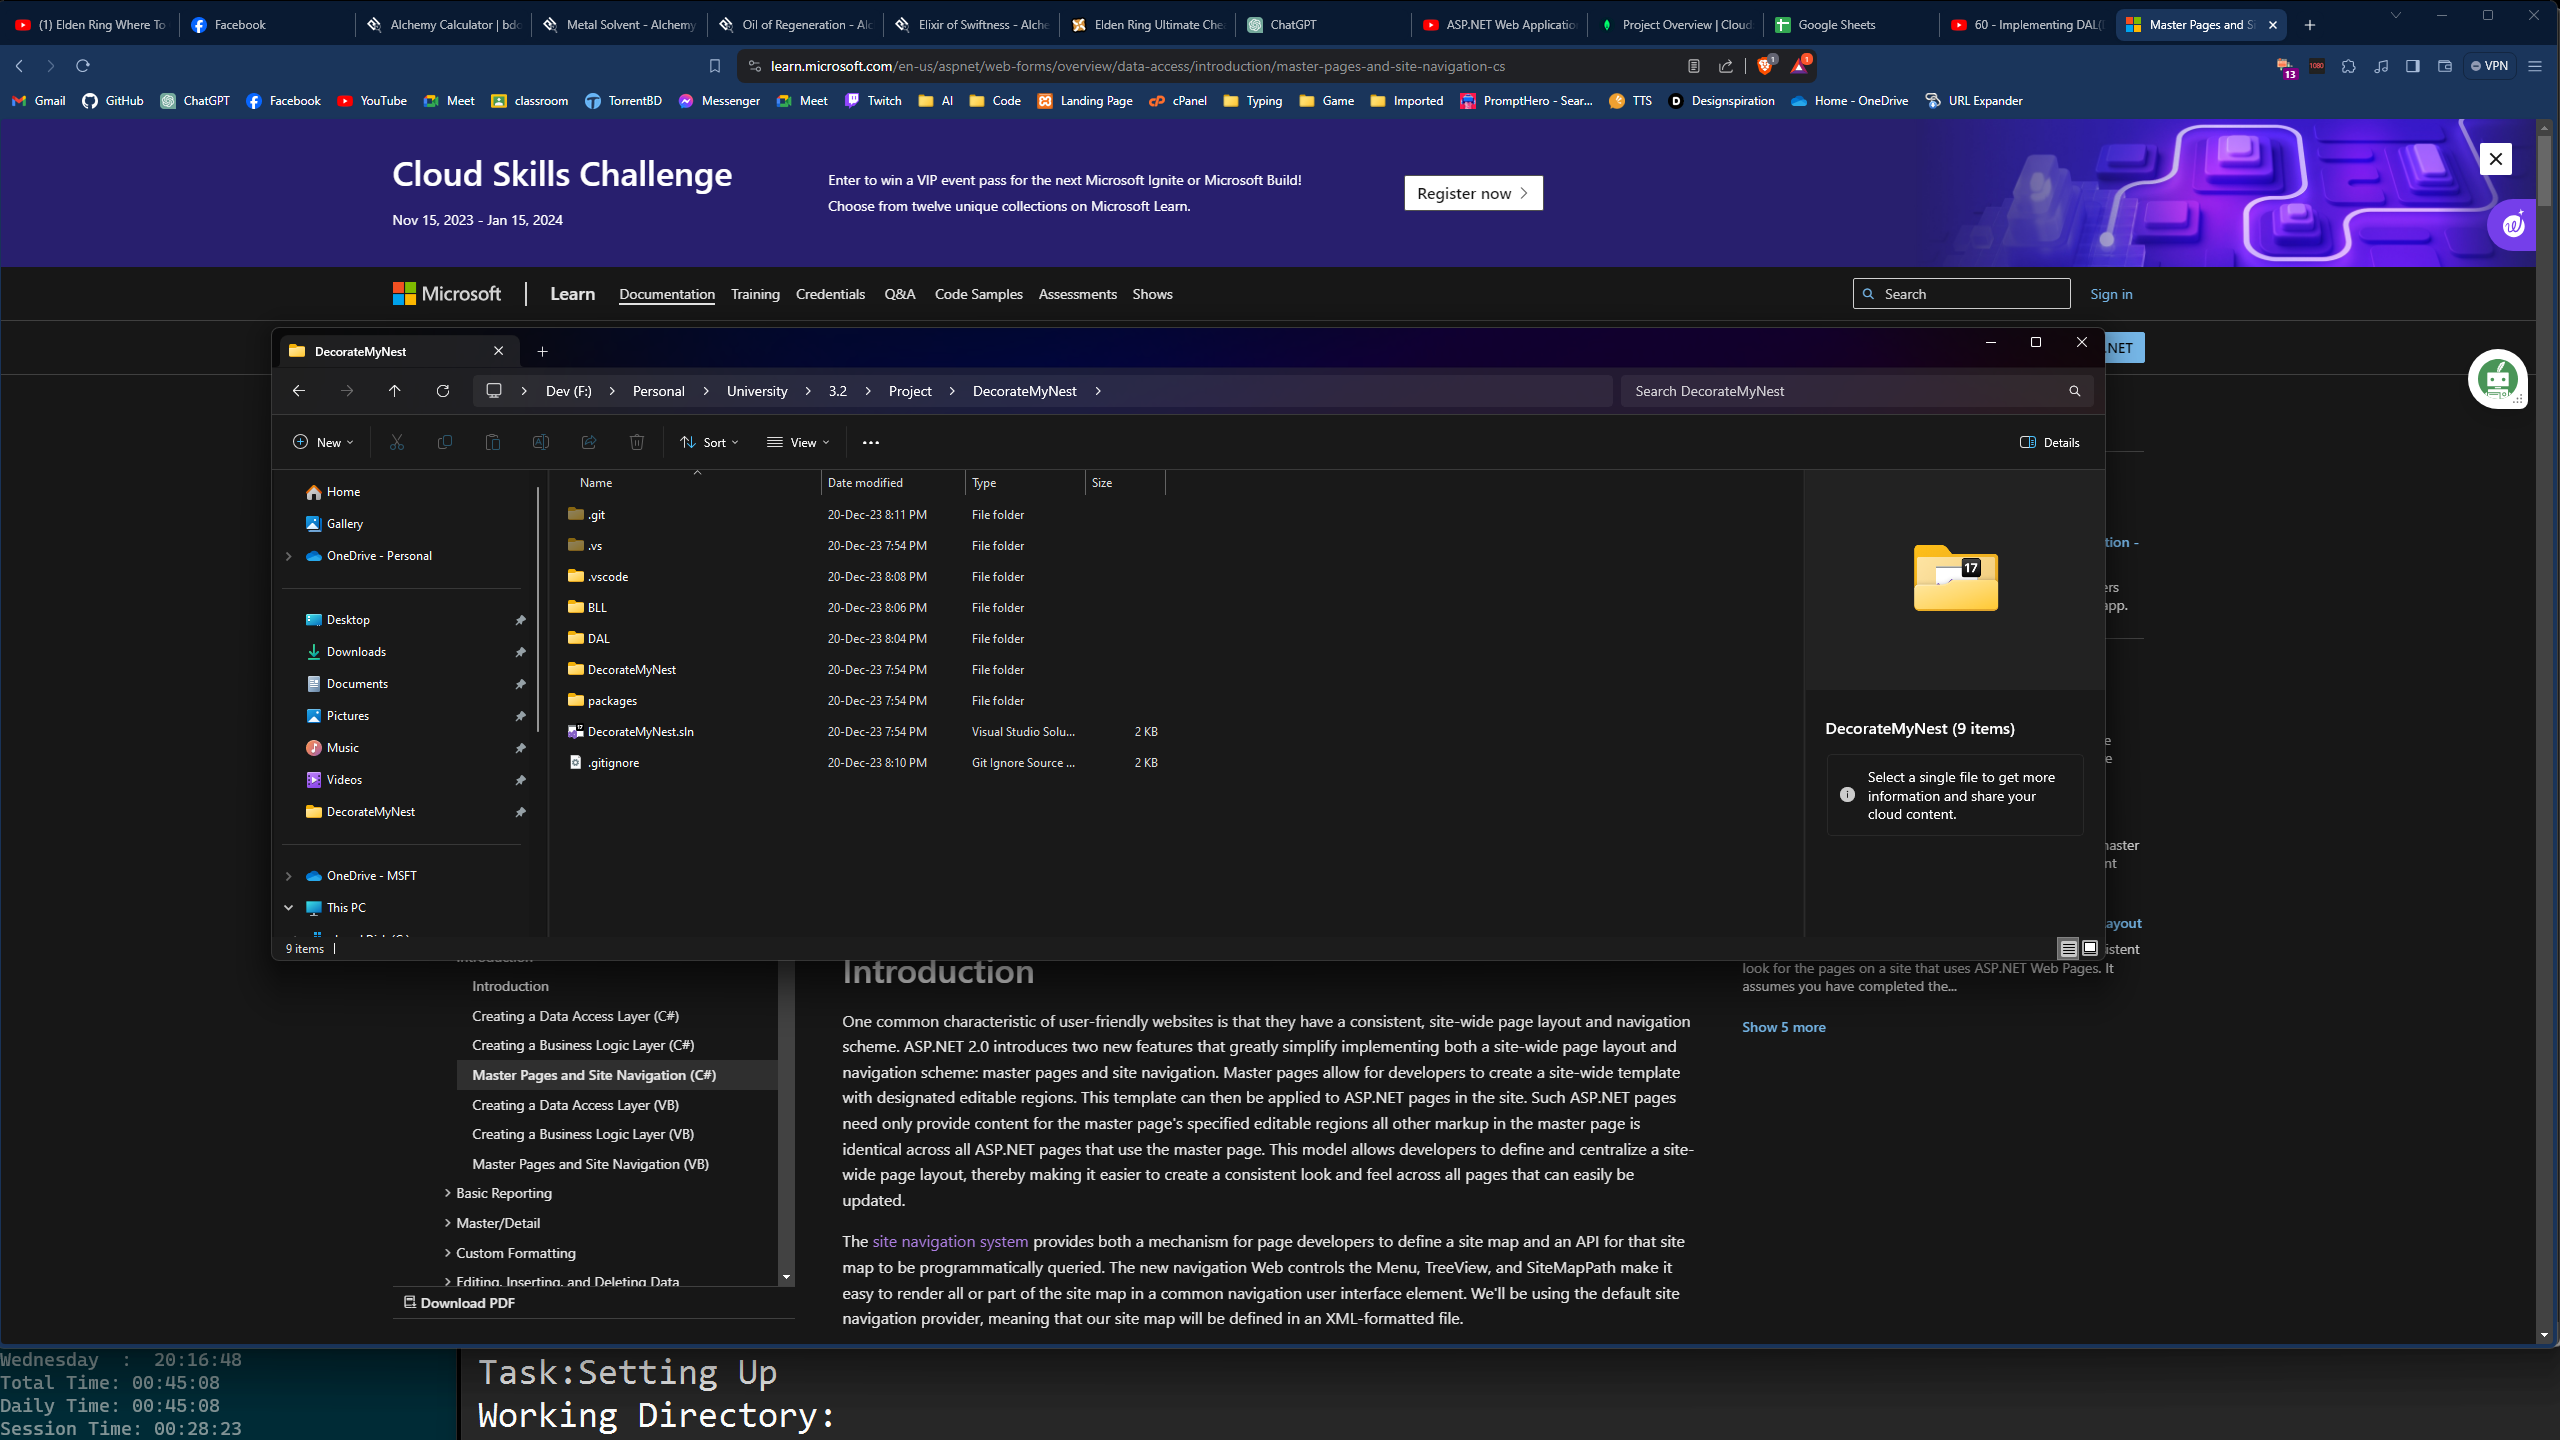 (1) Elden Ring Where To
Facebook
Alchemy Calculator | bdo
Metal Solvent - Alchemy
Oil of Regeneration - Alc
Elixir of Swiftness - Alche
Elden Ring Ultimate Chea
ChatGPT
ASP.NET Web Application
Project Overview | Cloud
Google Sheets
60 - Implementing DAL(
Master Pages and Si
learn.microsoft.com/en-us/aspnet/web-forms/overview/data-access/introduction/master-pages-and-site-navigation-cs
1
1
13
1080
VPN
Gmail
GitHub
ChatGPT
Facebook
YouTube
Meet
classroom
TorrentBD
Messenger
Meet
Twitch
AI
Code
Landing Page
cPanel
Typing
Game
Imported
PromptHero - Sear...
TTS
Designspiration
Home - OneDrive
URL Expander
Cloud Skills Challenge
Nov 15, 2023 - Jan 15, 2024
Enter to win a VIP event pass for the next Microsoft Ignite or Microsoft Build!
Choose from twelve unique collections on Microsoft Learn.
Register now
Microsoft
Learn
Documentation
Training
Credentials
Q&A
Code Samples
Assessments
Shows
Search
Sign in
.NET
DecorateMyNest
Dev (F:)
Personal
University
3.2
Project
DecorateMyNest
Search DecorateMyNest
New
Sort
View
Details
Home
Gallery
OneDrive - Personal
Desktop
Downloads
Documents
Pictures
Music
Videos
DecorateMyNest
OneDrive - MSFT
This PC
9 items
Name Date modified Type Size
.git 20-Dec-23 8:11 PM File folder
.vs 20-Dec-23 7:54 PM File folder
.vscode 20-Dec-23 8:08 PM File folder
BLL 20-Dec-23 8:06 PM File folder
DAL 20-Dec-23 8:04 PM File folder
DecorateMyNest 20-Dec-23 7:54 PM File folder
packages 20-Dec-23 7:54 PM File folder
DecorateMyNest.sln 20-Dec-23 7:54 PM Visual Studio Solu... 2 KB
.gitignore 20-Dec-23 8:10 PM Git Ignore Source ... 2 KB
17
DecorateMyNest (9 items)
Select a single file to get more
information and share your
cloud content.
tion -
ers
app.
e
e
naster
nt
ayout
istent
look for the pages on a site that uses ASP.NET Web Pages. It
assumes you have completed the...
Show 5 more
Introduction
Introduction
Creating a Data Access Layer (C#)
Creating a Business Logic Layer (C#)
Master Pages and Site Navigation (C#)
Creating a Data Access Layer (VB)
Creating a Business Logic Layer (VB)
Master Pages and Site Navigation (VB)
Basic Reporting
Master/Detail
Custom Formatting
Editing, Inserting, and Deleting Data
Download PDF
Introduction
One common characteristic of user-friendly websites is that they have a consistent, site-wide page layout and navigation
scheme. ASP.NET 2.0 introduces two new features that greatly simplify implementing both a site-wide page layout and
navigation scheme: master pages and site navigation. Master pages allow for developers to create a site-wide template
with designated editable regions. This template can then be applied to ASP.NET pages in the site. Such ASP.NET pages
need only provide content for the master page's specified editable regions all other markup in the master page is
identical across all ASP.NET pages that use the master page. This model allows developers to define and centralize a site-
wide page layout, thereby making it easier to create a consistent look and feel across all pages that can easily be
updated.
The site navigation system provides both a mechanism for page developers to define a site map and an API for that site
map to be programmatically queried. The new navigation Web controls the Menu, TreeView, and SiteMapPath make it
easy to render all or part of the site map in a common navigation user interface element. We'll be using the default site
navigation provider, meaning that our site map will be defined in an XML-formatted file.
Wednesday : 20:16:48
Total Time: 00:45:08
Daily Time: 00:45:08
Session Time: 00:28:23
Task:Setting Up
Working Directory: